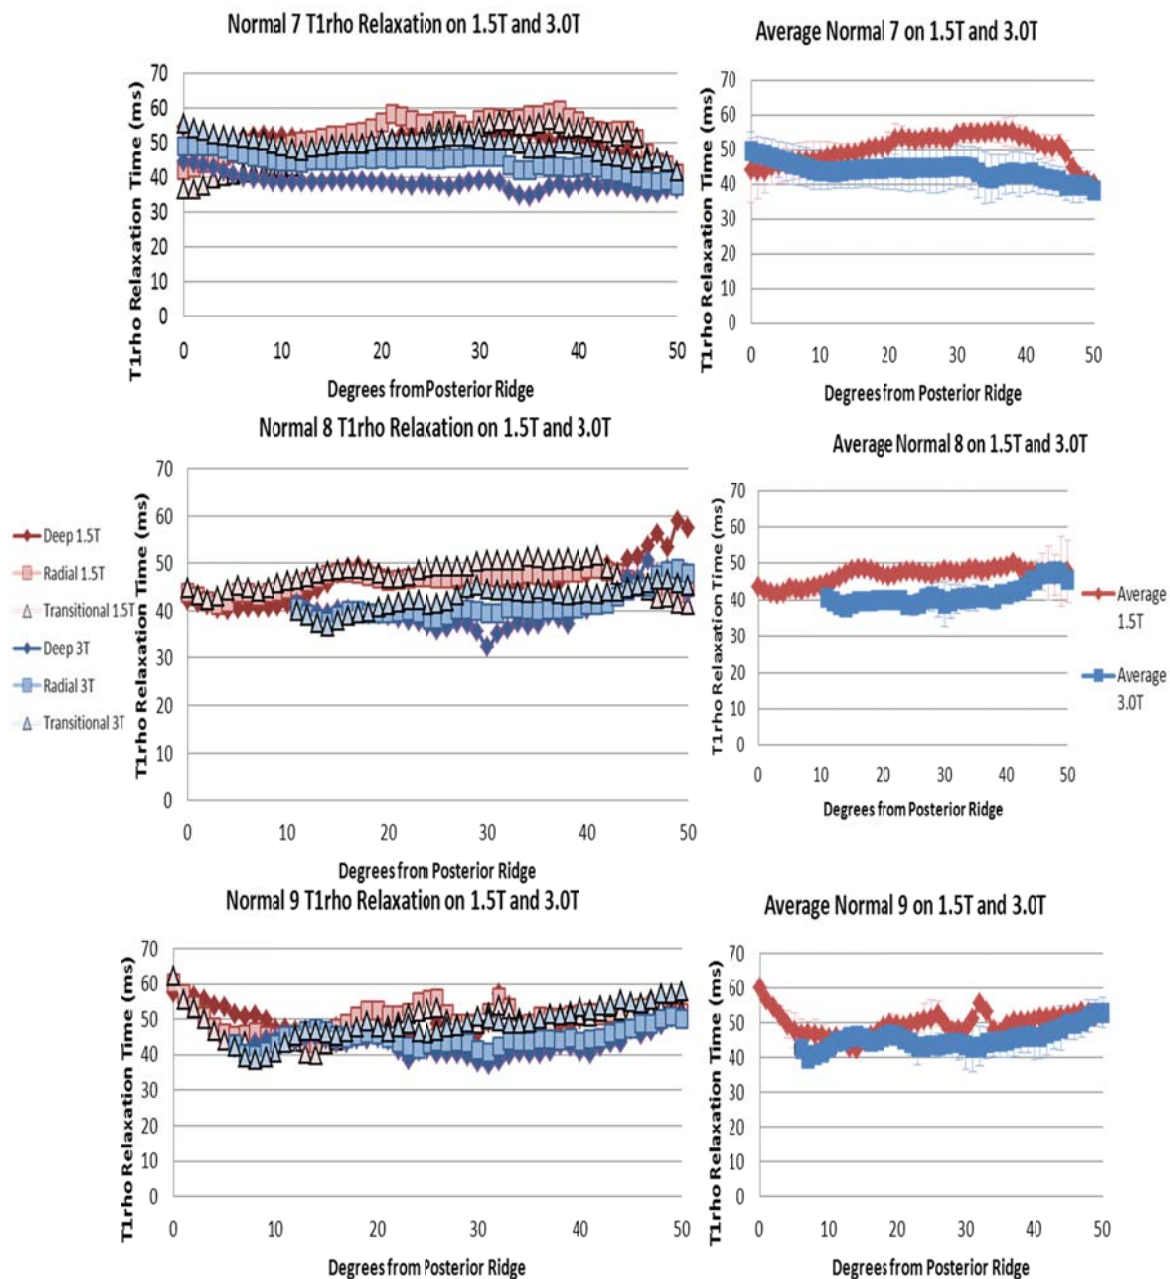 Normal 7 T1rho Relaxation on 1.5T and 3.0T
T1rho Relaxation Time (ms)
70
60
50
40
30
20
10
0
0 10 20 30 40 50
Degrees from Posterior Ridge
Average Normal 7 on 1.5T and 3.0T
T1rho Relaxation Time (ms)
70
60
50
40
30
20
10
0
0 10 20 30 40 50
Degrees from Posterior Ridge
Normal 8 T1rho Relaxation on 1.5T and 3.0T
Deep 1.5T
Radial 1.5T
Transitional 1.5T
Deep 3T
Radial 3T
Transitional 3T
T1rho Relaxation Time (ms)
70
60
50
40
30
20
10
0
0 10 20 30 40 50
Degrees from Posterior Ridge
Average Normal 8 on 1.5T and 3.0T
T1rho Relaxation Time (ms)
70
60
50
40
30
20
10
0
0 10 20 30 40 50
Degrees from Posterior Ridge
Average
1.5T
Average
3.0T
Normal 9 T1rho Relaxation on 1.5T and 3.0T
T1rho Relaxation Time (ms)
70
60
50
40
30
20
10
0
0 10 20 30 40 50
Degrees from Posterior Ridge
Average Normal 9 on 1.5T and 3.0T
T1rho Relaxation Time (ms)
70
60
50
40
30
20
10
0
0 10 20 30 40 50
Degrees from Posterior Ridge